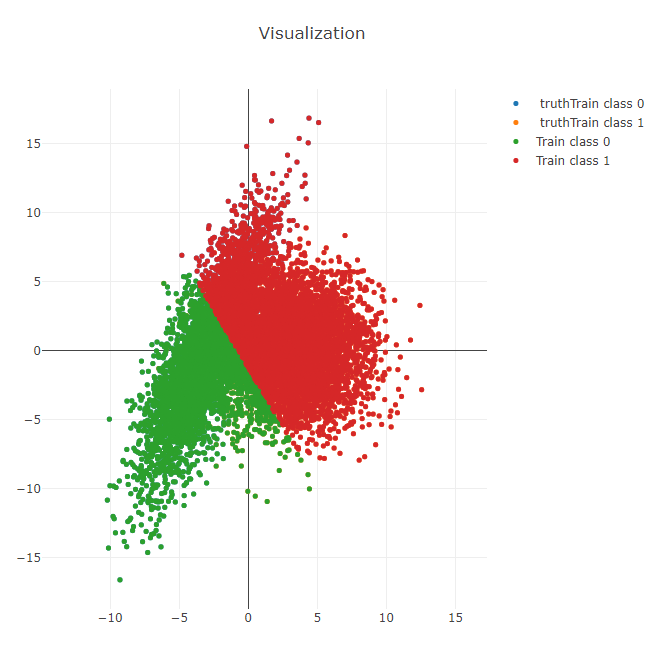 Visualization
truthTrain class 0
truthTrain class 1
Train class 0
Train class 1
15
10
5
0
−5
−10
−15
−10
−5
0
5
10
15